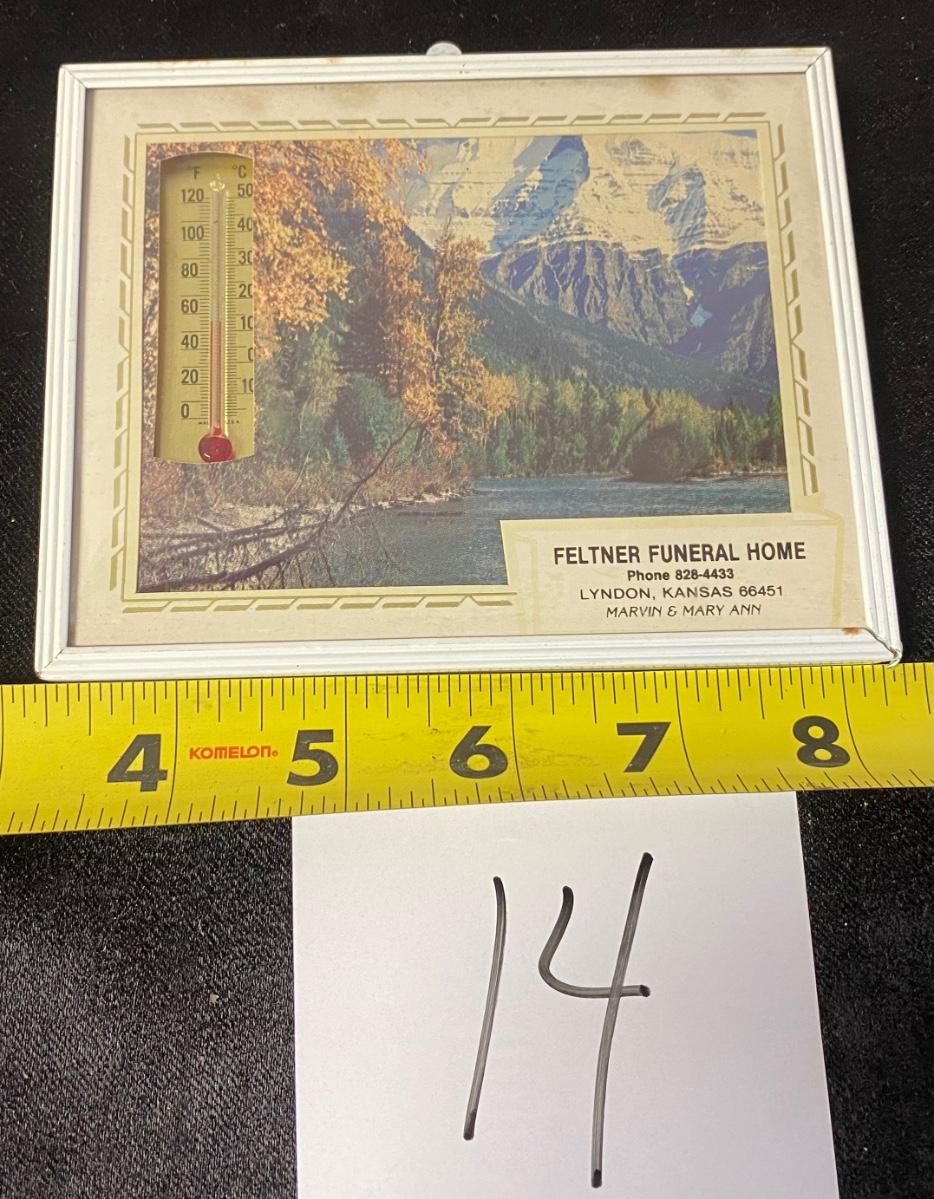 °F °C
120 50
100 40
80 30
60 20
40 10
20 0
0 10
FELTNER FUNERAL HOME
Phone 828-4433
LYNDON, KANSAS 66451
MARVIN & MARY ANN
4 KOMELON® 5 6 7 8
14